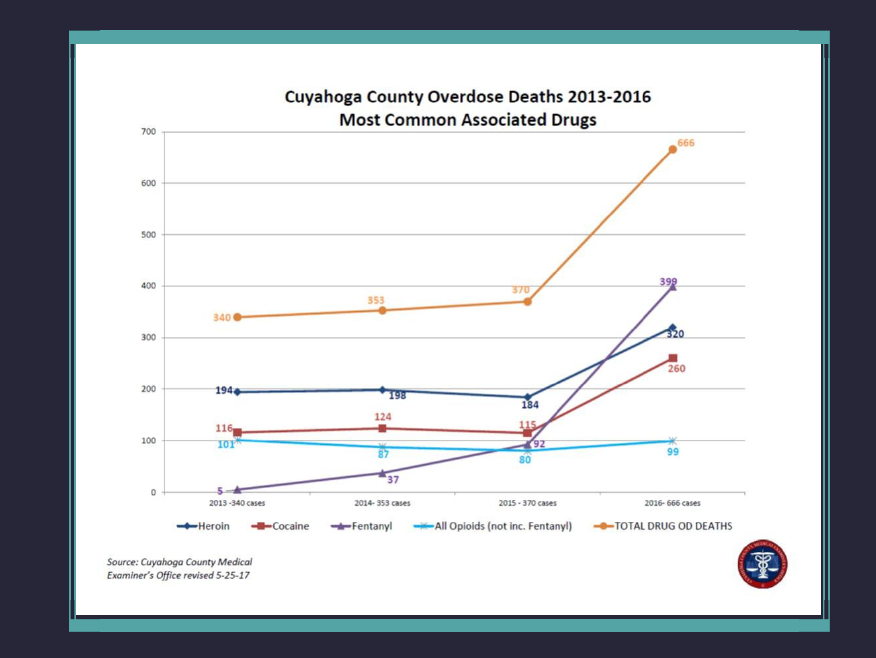 Cuyahoga County Overdose Deaths 2013-2016
Most Common Associated Drugs
700
600
500
400
300
200
100
0
666
370
353
340
399
320
260
194
198
184
116
124
115
101
87
80
99
5
37
92
2013 -340 cases
2014- 353 cases
2015 - 370 cases
2016- 666 cases
Heroin
Cocaine
Fentanyl
All Opioids (not inc. Fentanyl)
TOTAL DRUG OD DEATHS
Source: Cuyahoga County Medical
Examiner's Office revised 5-25-17